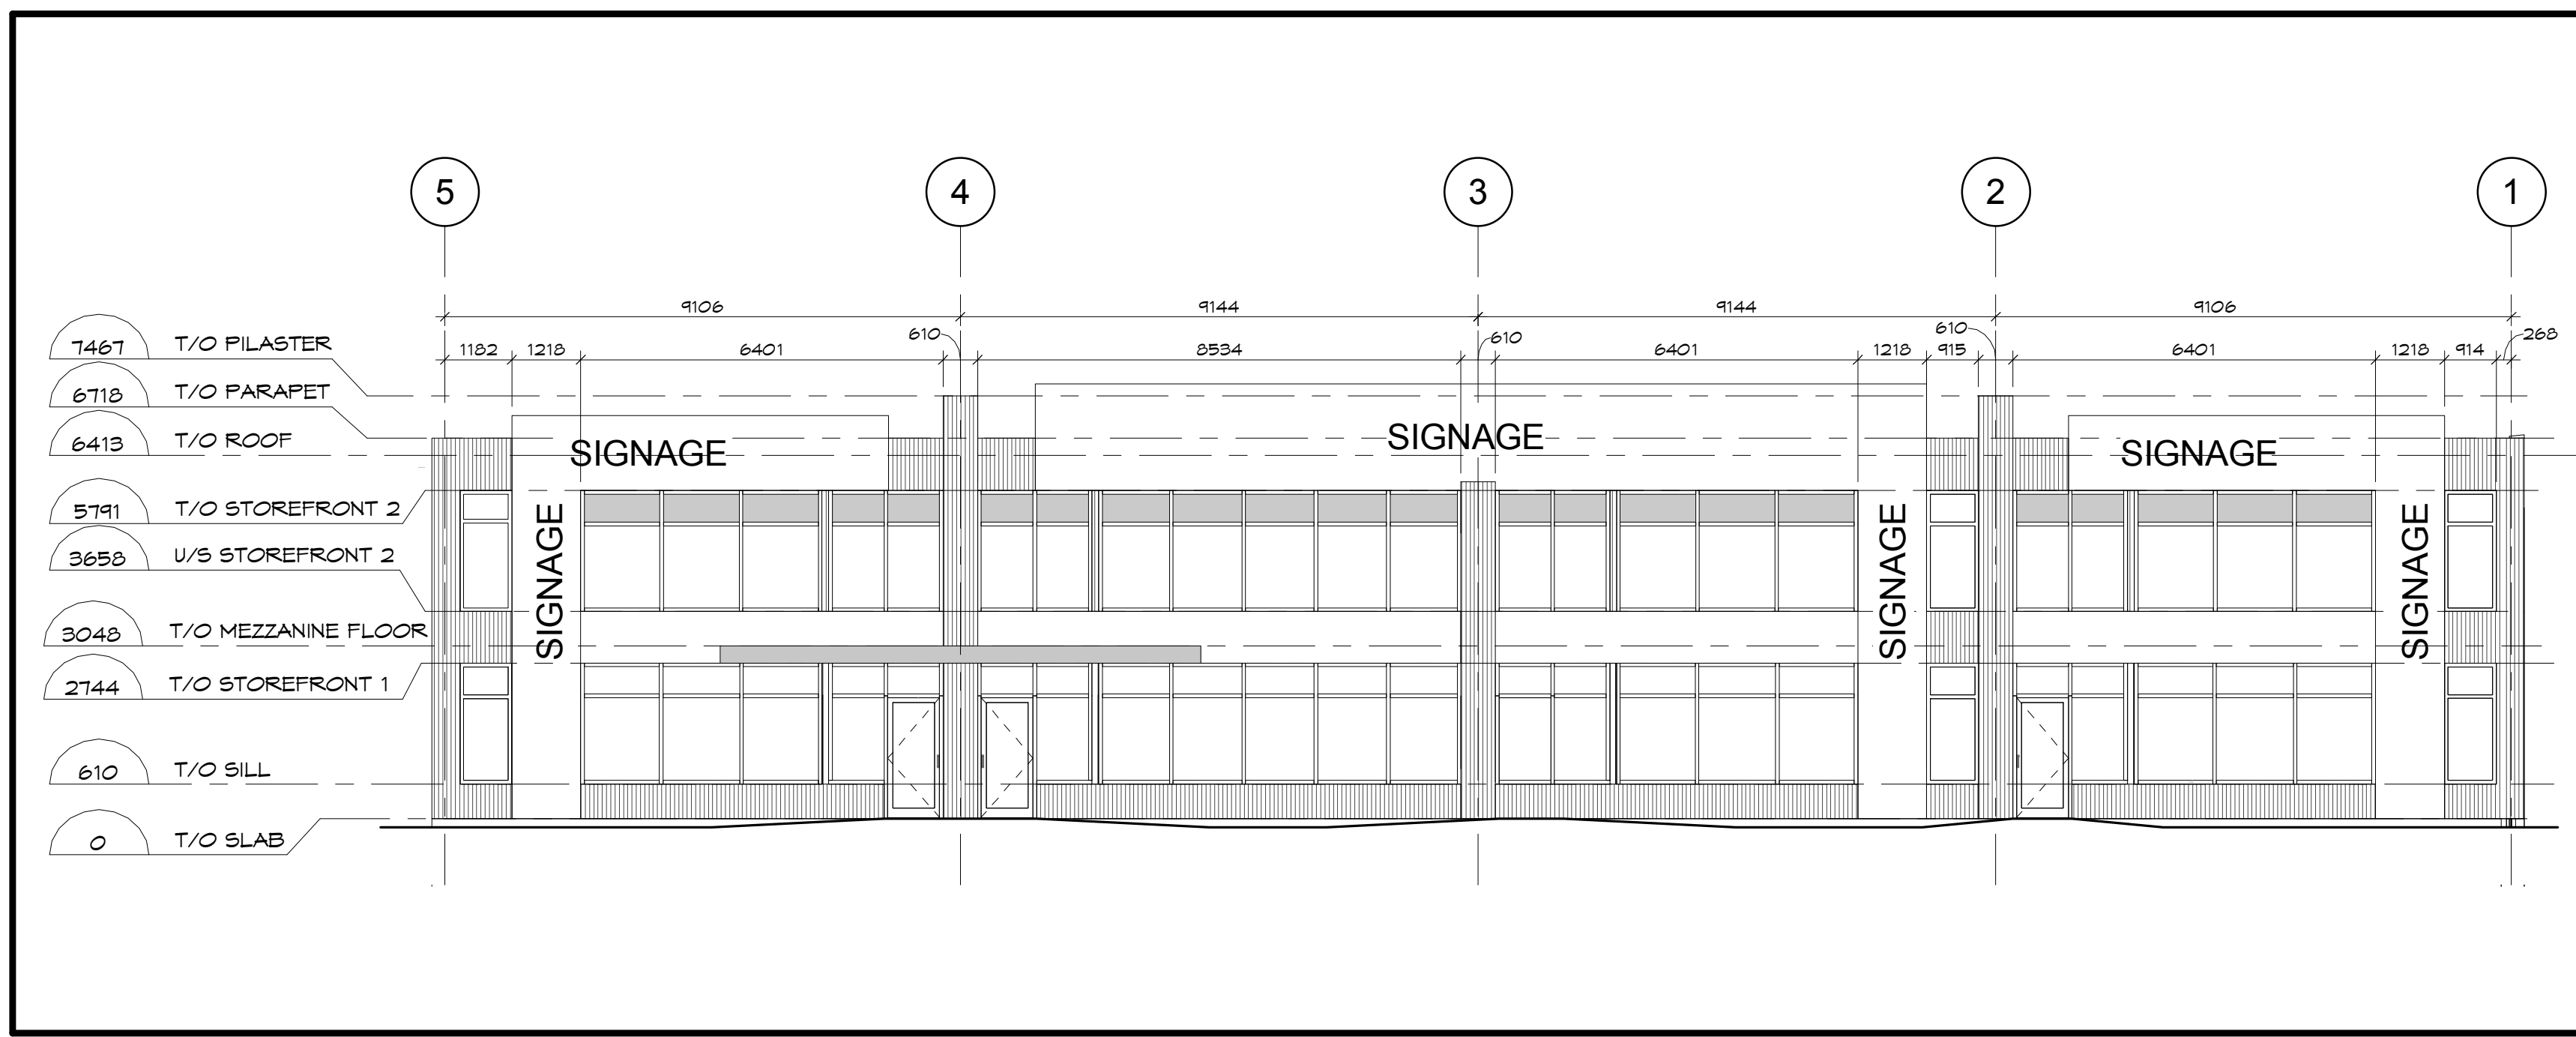 5 4 3 2 1
9106 9144 9144 9106
610 610 610 268
1182 1218 6401 8534 6401 1218 915 6401 1218 914
7467 T/O PILASTER
6718 T/O PARAPET
6413 T/O ROOF
SIGNAGE SIGNAGE SIGNAGE
5791 T/O STOREFRONT 2
3658 U/S STOREFRONT 2
SIGNAGE SIGNAGE SIGNAGE
3048 T/O MEZZANINE FLOOR
2744 T/O STOREFRONT 1
610 T/O SILL
0 T/O SLAB